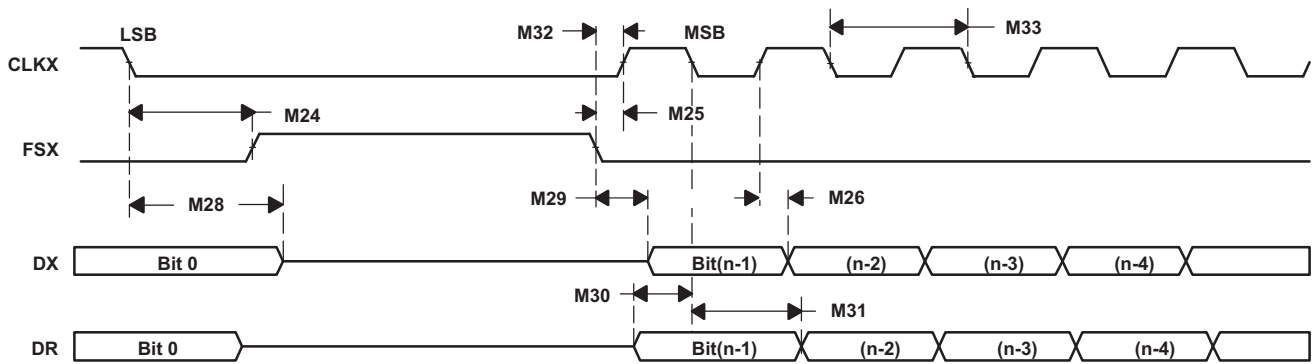 LSB
M32
MSB
M33
CLKX
M24
M25
FSX
M28
M29
M26
DX
Bit 0
Bit(n-1)
(n-2)
(n-3)
(n-4)
M30
M31
DR
Bit 0
Bit(n-1)
(n-2)
(n-3)
(n-4)